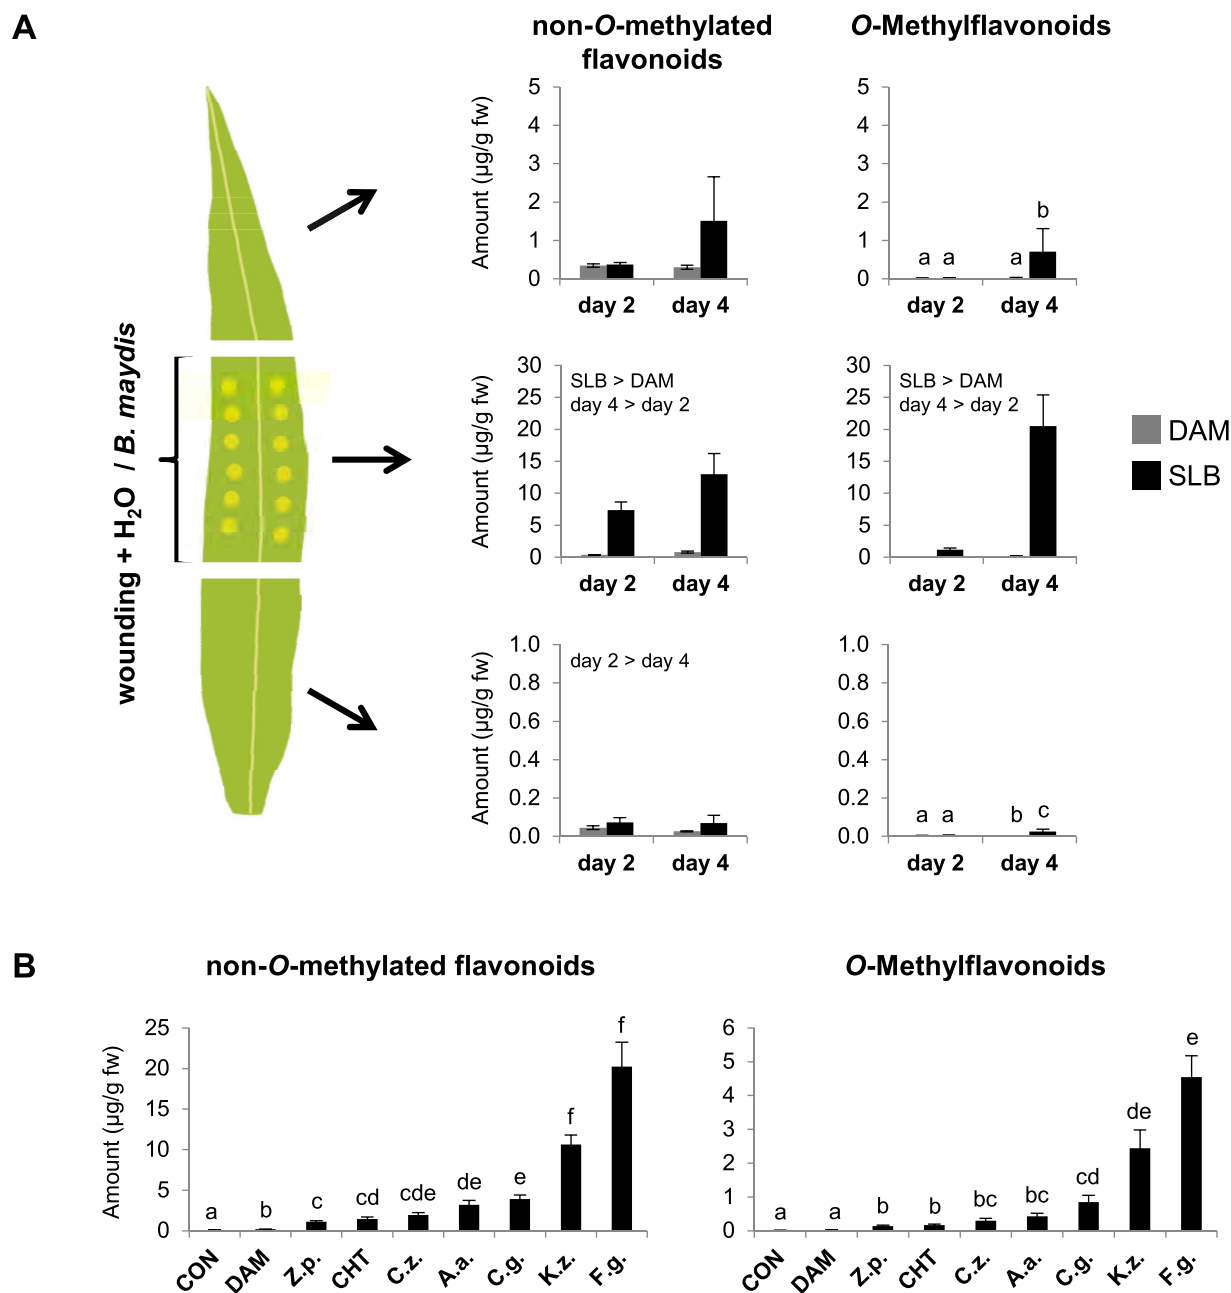 A
non-O-methylated
flavonoids
O-Methylflavonoids
wounding + H2O / B. maydis
Amount (µg/g fw)
5
4
3
2
1
0
day 2
day 4
5
4
3
2
1
0
a
a
a
b
day 2
day 4
Amount (µg/g fw)
30
25
20
15
10
5
0
SLB > DAM
day 4 > day 2
day 2
day 4
30
25
20
15
10
5
0
SLB > DAM
day 4 > day 2
day 2
day 4
DAM
SLB
Amount (µg/g fw)
1.0
0.8
0.6
0.4
0.2
0.0
day 2 > day 4
day 2
day 4
1.0
0.8
0.6
0.4
0.2
0.0
a
a
b
c
day 2
day 4
B
non-O-methylated flavonoids
O-Methylflavonoids
Amount (µg/g fw)
25
20
15
10
5
0
a
b
c
cd
cde
de
e
f
f
CON
DAM
Z.p.
CHT
C.z.
A.a.
C.g.
K.z.
F.g.
6
5
4
3
2
1
0
a
a
b
b
bc
bc
cd
de
e
CON
DAM
Z.p.
CHT
C.z.
A.a.
C.g.
K.z.
F.g.